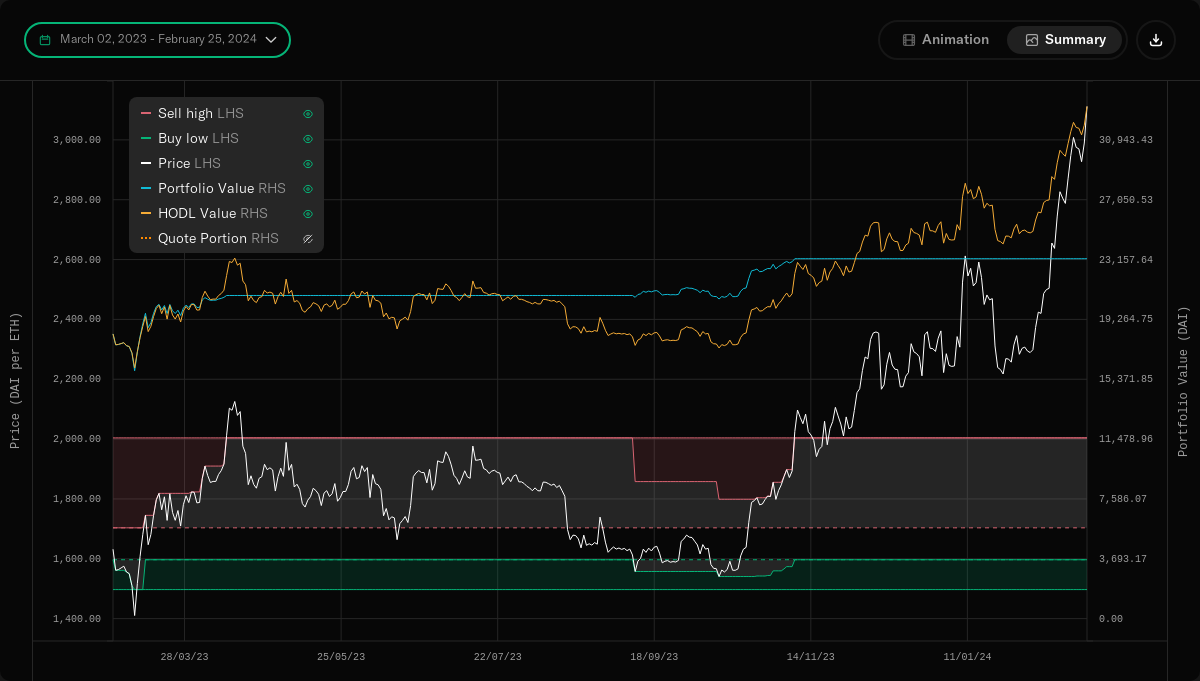 March 02, 2023 - February 25, 2024
Animation
Summary
Sell high LHS
Buy low LHS
Price LHS
Portfolio Value RHS
HODL Value RHS
Quote Portion RHS
Price (DAI per ETH)
3,000.00
2,800.00
2,600.00
2,400.00
2,200.00
2,000.00
1,800.00
1,600.00
1,400.00
30,943.43
27,050.53
23,157.64
19,264.75
15,371.85
11,478.96
7,586.07
3,693.17
0.00
Portfolio Value (DAI)
28/03/23
25/05/23
22/07/23
18/09/23
14/11/23
11/01/24